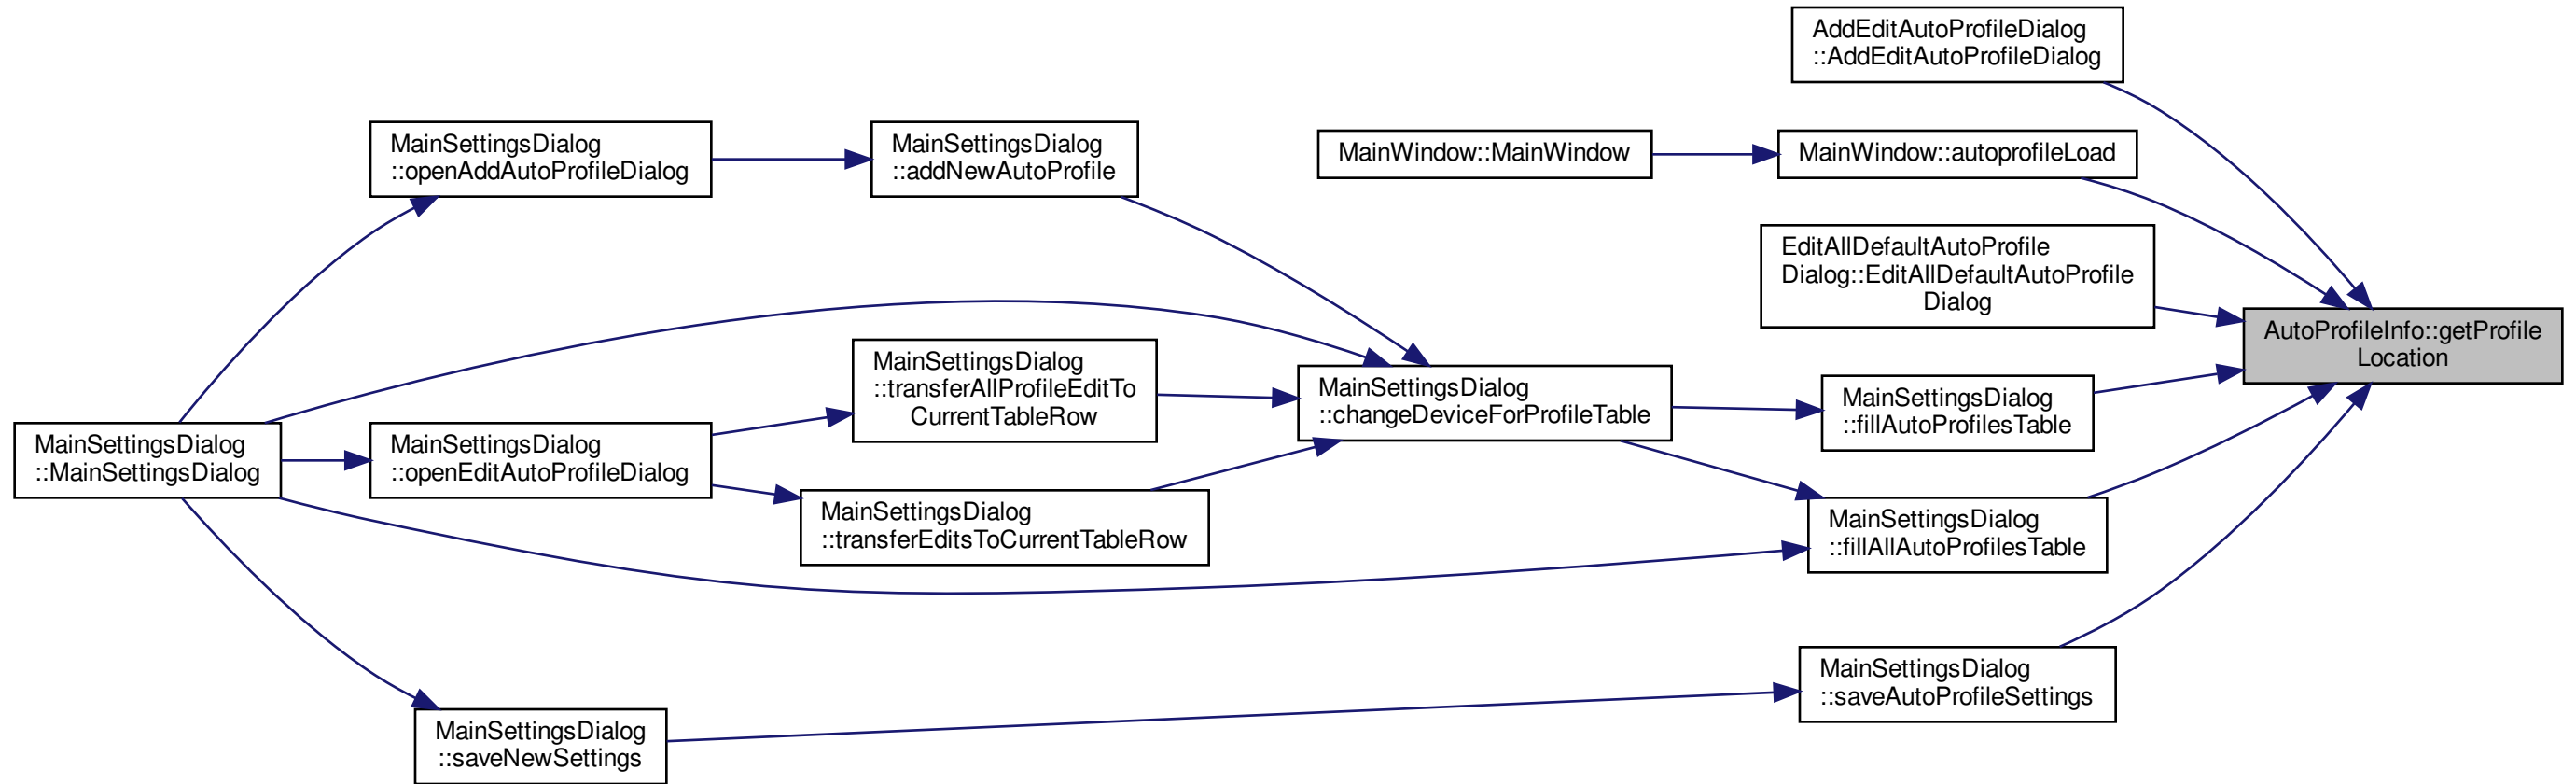 AddEditAutoProfileDialog
::AddEditAutoProfileDialog
MainSettingsDialog
::openAddAutoProfileDialog
MainSettingsDialog
::addNewAutoProfile
MainWindow::MainWindow
MainWindow::autoprofileLoad
EditAllDefaultAutoProfile
Dialog::EditAllDefaultAutoProfile
Dialog
AutoProfileInfo::getProfile
Location
MainSettingsDialog
::transferAllProfileEditTo
CurrentTableRow
MainSettingsDialog
::changeDeviceForProfileTable
MainSettingsDialog
::fillAutoProfilesTable
MainSettingsDialog
::MainSettingsDialog
MainSettingsDialog
::openEditAutoProfileDialog
MainSettingsDialog
::transferEditsToCurrentTableRow
MainSettingsDialog
::fillAllAutoProfilesTable
MainSettingsDialog
::saveAutoProfileSettings
MainSettingsDialog
::saveNewSettings